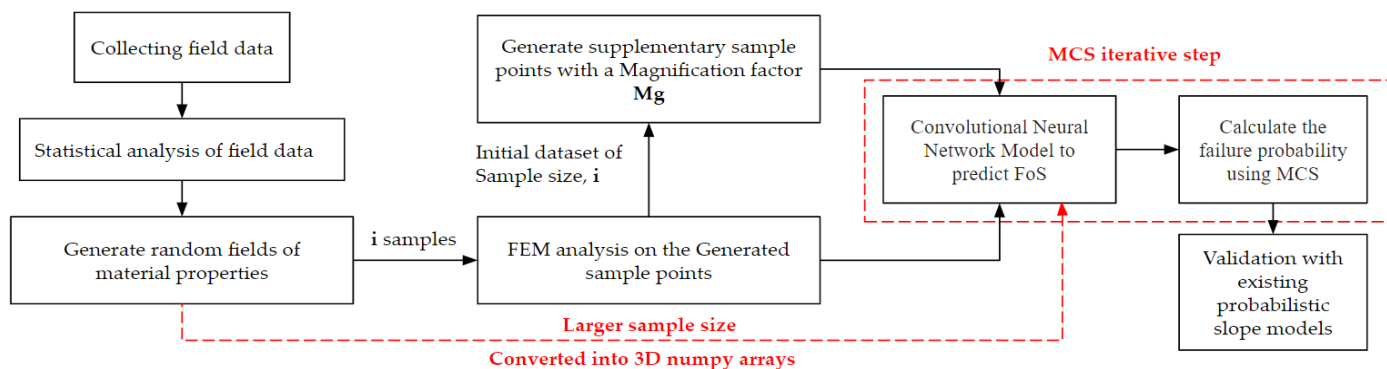 Collecting field data
Statistical analysis of field data
Generate random fields of
material properties
i samples
Generate supplementary sample
points with a Magnification factor
Mg
Initial dataset of
Sample size, i
FEM analysis on the Generated
sample points
Larger sample size
Converted into 3D numpy arrays
MCS iterative step
Convolutional Neural
Network Model to
predict FoS
Calculate the
failure probability
using MCS
Validation with
existing
probabilistic
slope models